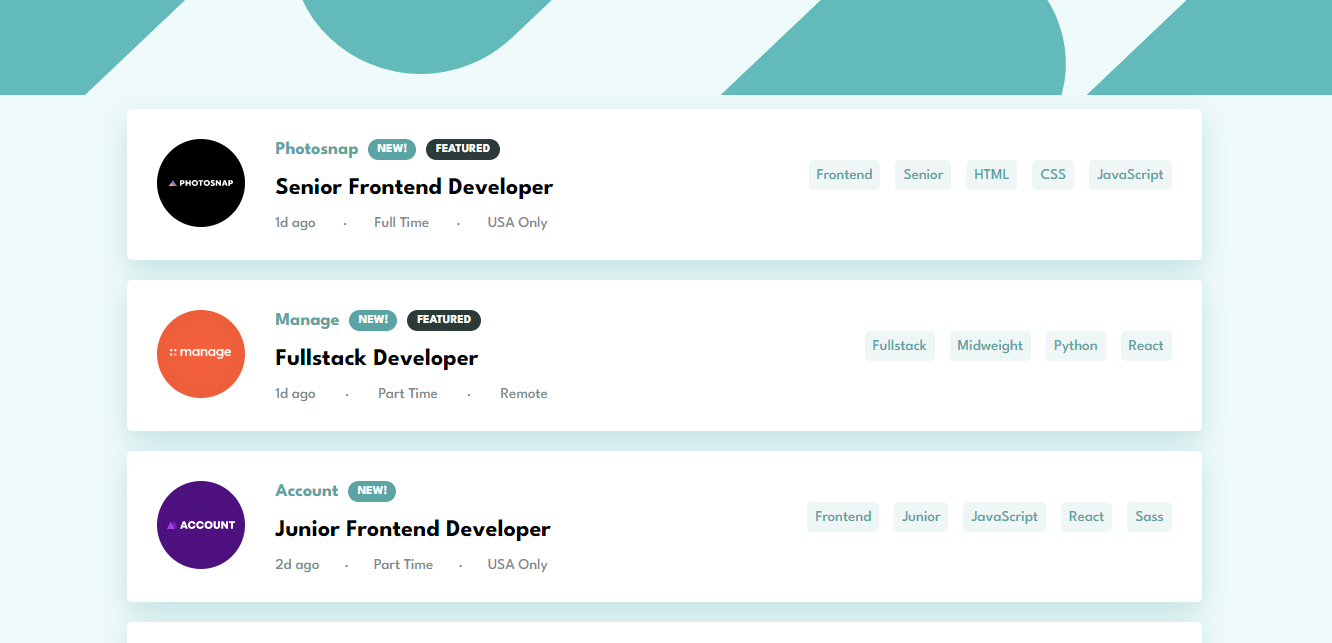 PHOTOSNAP
Photosnap NEW! FEATURED
Senior Frontend Developer
1d ago · Full Time · USA Only
Frontend Senior HTML CSS JavaScript
:: manage
Manage NEW! FEATURED
Fullstack Developer
1d ago · Part Time · Remote
Fullstack Midweight Python React
ACCOUNT
Account NEW!
Junior Frontend Developer
2d ago · Part Time · USA Only
Frontend Junior JavaScript React Sass